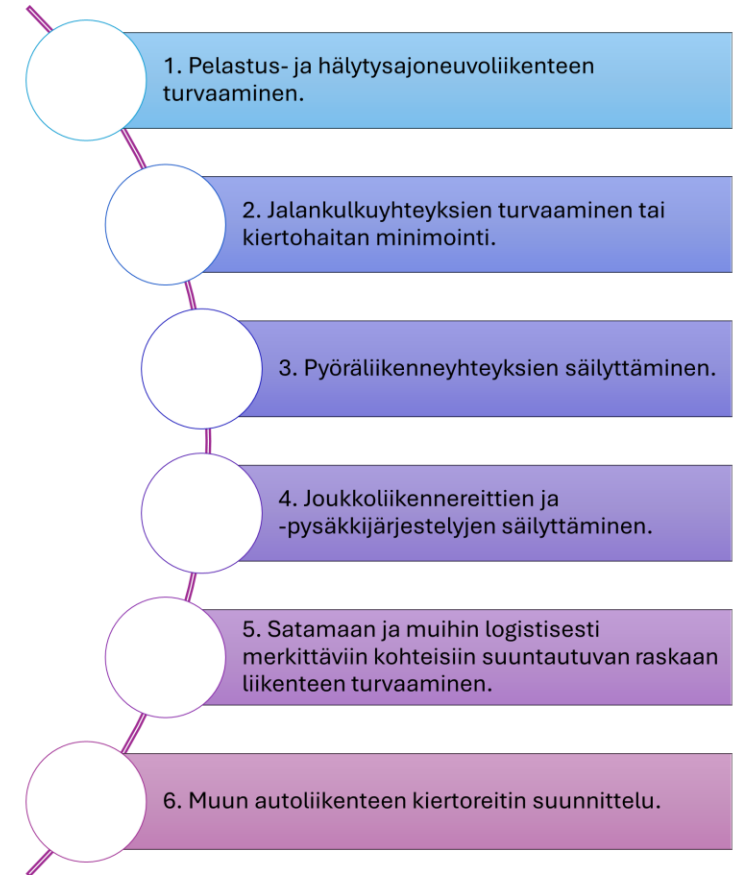 1. Pelastus- ja hälytysajoneuvoliikenteen
turvaaminen.
2. Jalankulkuyhteyksien turvaaminen tai
kiertohaitan minimointi.
3. Pyöräliikenneyhteyksien säilyttäminen.
4. Joukkoliikennereittien ja
-pysäkkijärjestelyjen säilyttäminen.
5. Satamaan ja muihin logistisesti
merkittäviin kohteisiin suuntautuvan raskaan
liikenteen turvaaminen.
6. Muun autoliikenteen kiertoreitin suunnittelu.